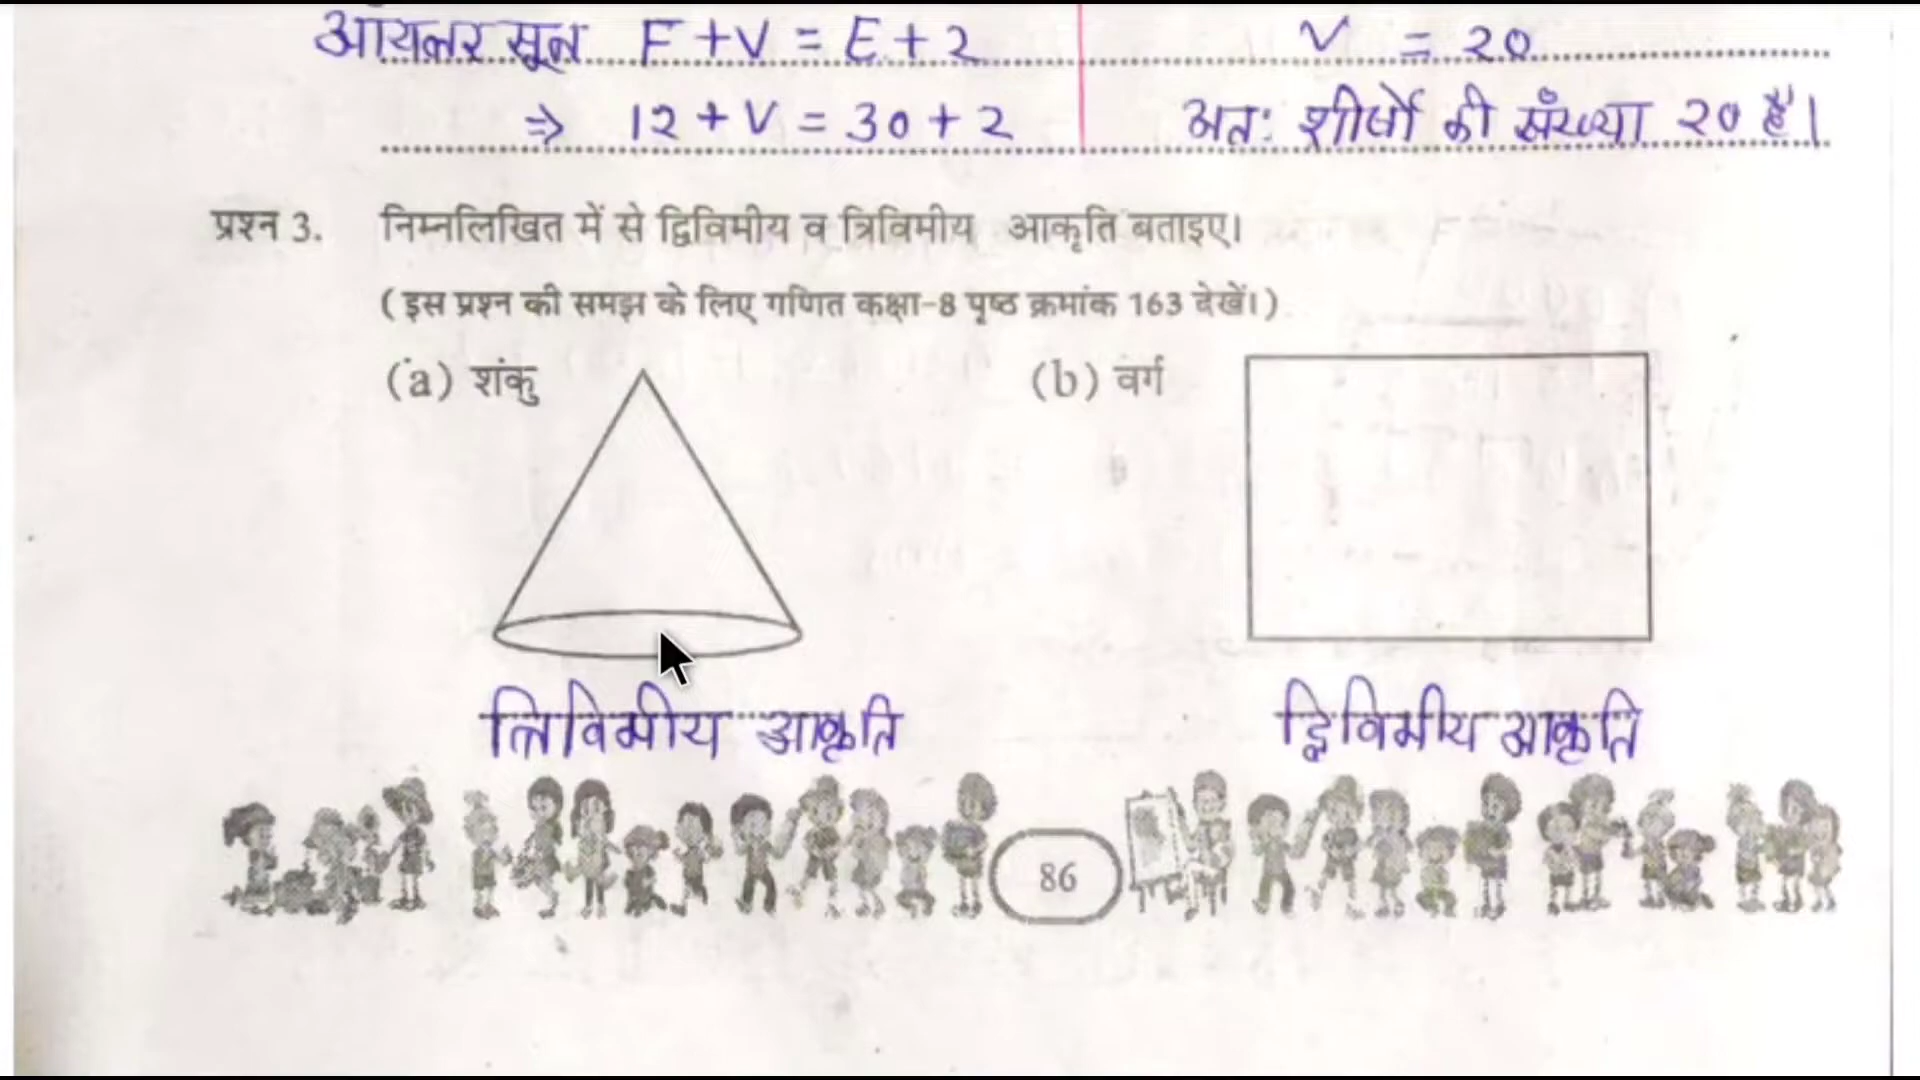 आयलर सूत्र F + V = E + 2
V = 20
⇒ 12 + V = 30 + 2
अतः शीर्षों की संख्या 20 है।
प्रश्न 3. निम्नलिखित में से द्विविमीय व त्रिविमीय आकृति बताइए।
(इस प्रश्न की समझ के लिए गणित कक्षा-8 पृष्ठ क्रमांक 163 देखें।)
(a) शंकु
(b) वर्ग
त्रिविमीय आकृति
द्विविमीय आकृति
86